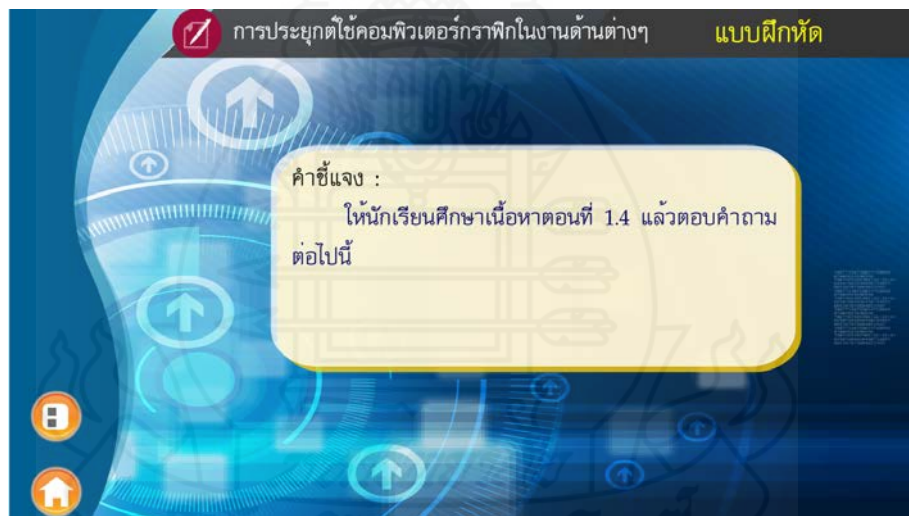 การประยุกต์ใช้คอมพิวเตอร์กราฟิกในงานด้านต่างๆ แบบฝึกหัด
คำชี้แจง :
ให้นักเรียนศึกษาเนื้อหาตอนที่ 1.4 แล้วตอบคำถาม
ต่อไปนี้